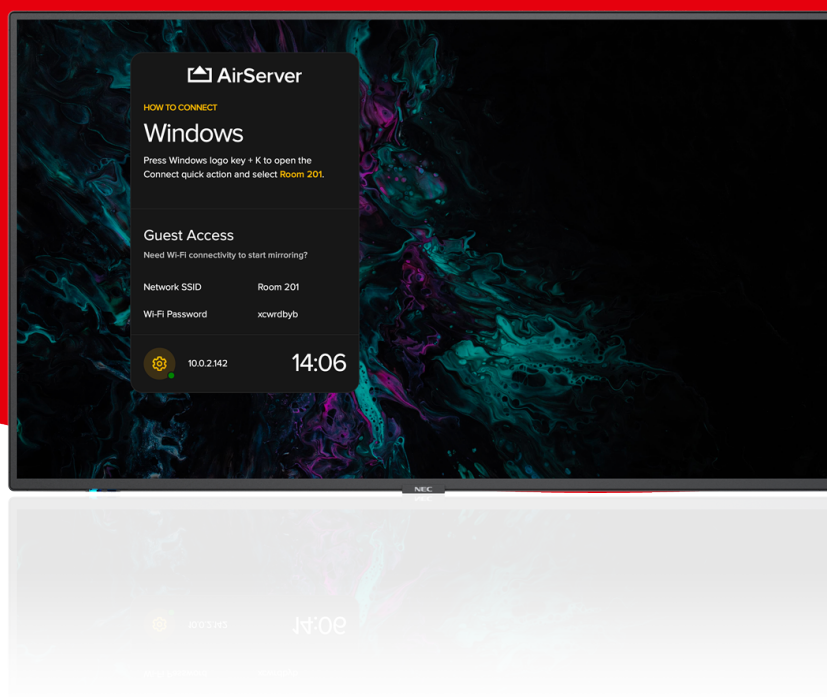 AirServer
HOW TO CONNECT
Windows
Press Windows logo key + K to open the
Connect quick action and select Room 201.
Guest Access
Need Wi-Fi connectivity to start mirroring?
Network SSID Room 201
Wi-Fi Password xcwrdbyb
10.0.2.142 14:06
NEC